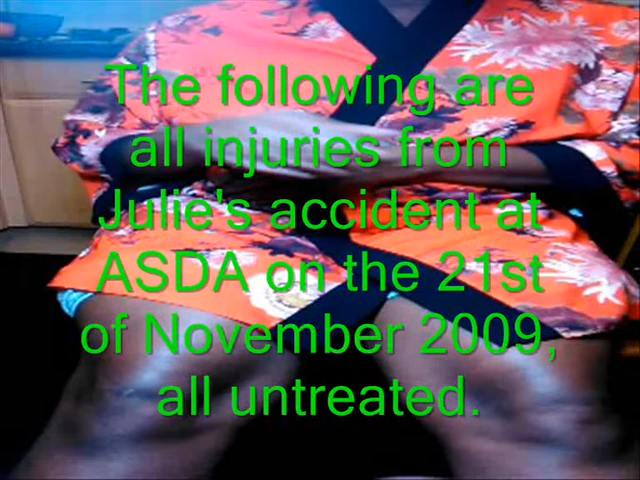 The following are
all injuries from
Julie's accident at
ASDA on the 21st
of November 2009,
all untreated.